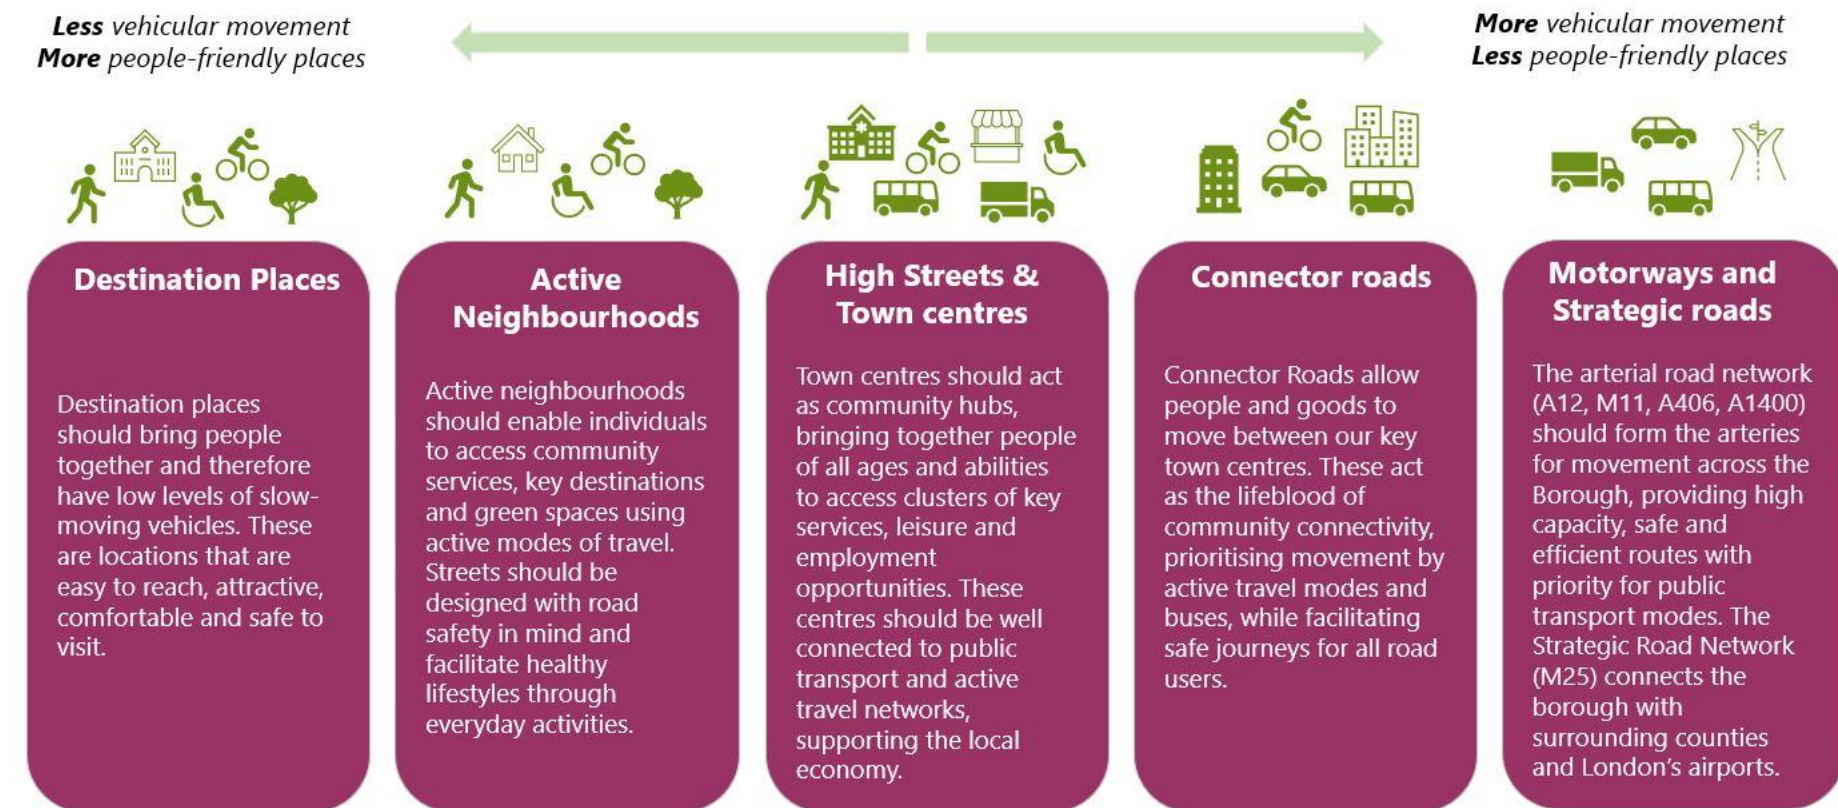 Less vehicular movement
More people-friendly places
More vehicular movement
Less people-friendly places
Destination Places
Destination places
should bring people
together and therefore
have low levels of slow-
moving vehicles. These
are locations that are
easy to reach, attractive,
comfortable and safe to
visit.
Active
Neighbourhoods
Active neighbourhoods
should enable individuals
to access community
services, key destinations
and green spaces using
active modes of travel.
Streets should be
designed with road
safety in mind and
facilitate healthy
lifestyles through
everyday activities.
High Streets &
Town centres
Town centres should act
as community hubs,
bringing together people
of all ages and abilities
to access clusters of key
services, leisure and
employment
opportunities. These
centres should be well
connected to public
transport and active
travel networks,
supporting the local
economy.
Connector roads
Connector Roads allow
people and goods to
move between our key
town centres. These act
as the lifeblood of
community connectivity,
prioritising movement by
active travel modes and
buses, while facilitating
safe journeys for all road
users.
Motorways and
Strategic roads
The arterial road network
(A12, M11, A406, A1400)
should form the arteries
for movement across the
Borough, providing high
capacity, safe and
efficient routes with
priority for public
transport modes. The
Strategic Road Network
(M25) connects the
borough with
surrounding counties
and London's airports.